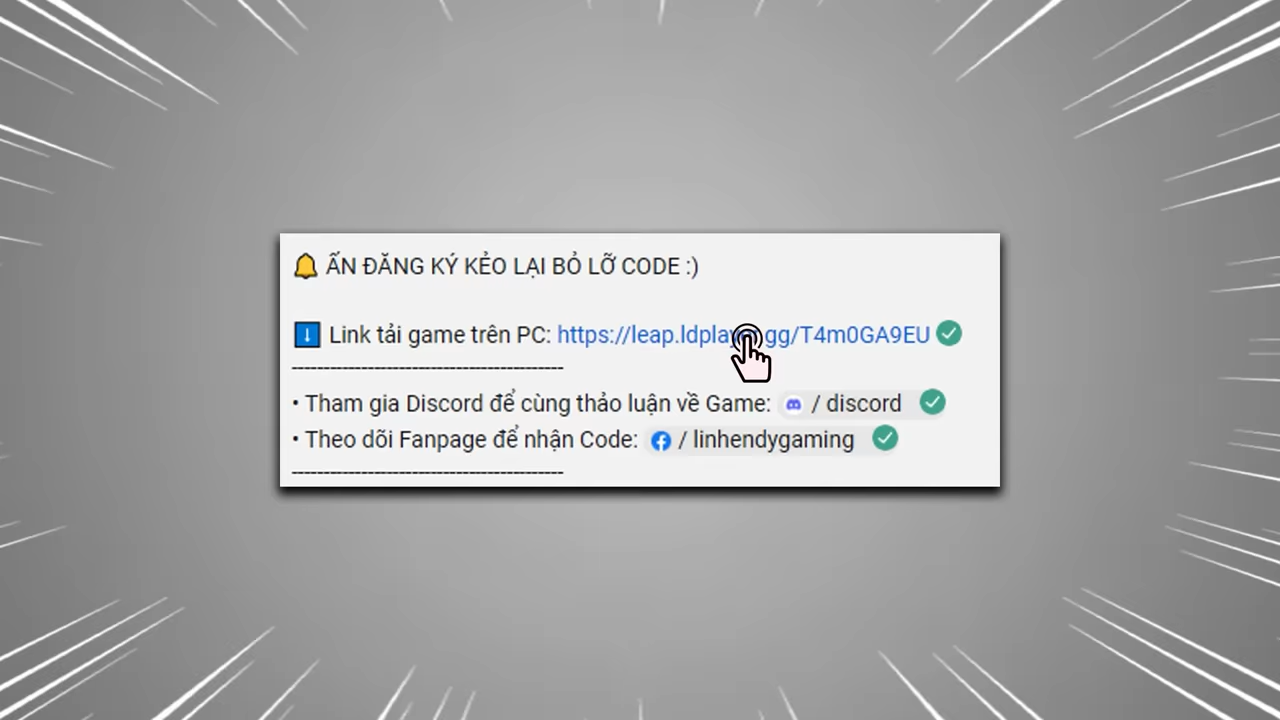 ẤN ĐĂNG KÝ KẺO LẠI BỎ LỠ CODE :)
Link tải game trên PC: https://leap.ldplayer.gg/T4m0GA9EU
----------------------------------------------
• Tham gia Discord để cùng thảo luận về Game: / discord
• Theo dõi Fanpage để nhận Code: / linhendygaming
----------------------------------------------